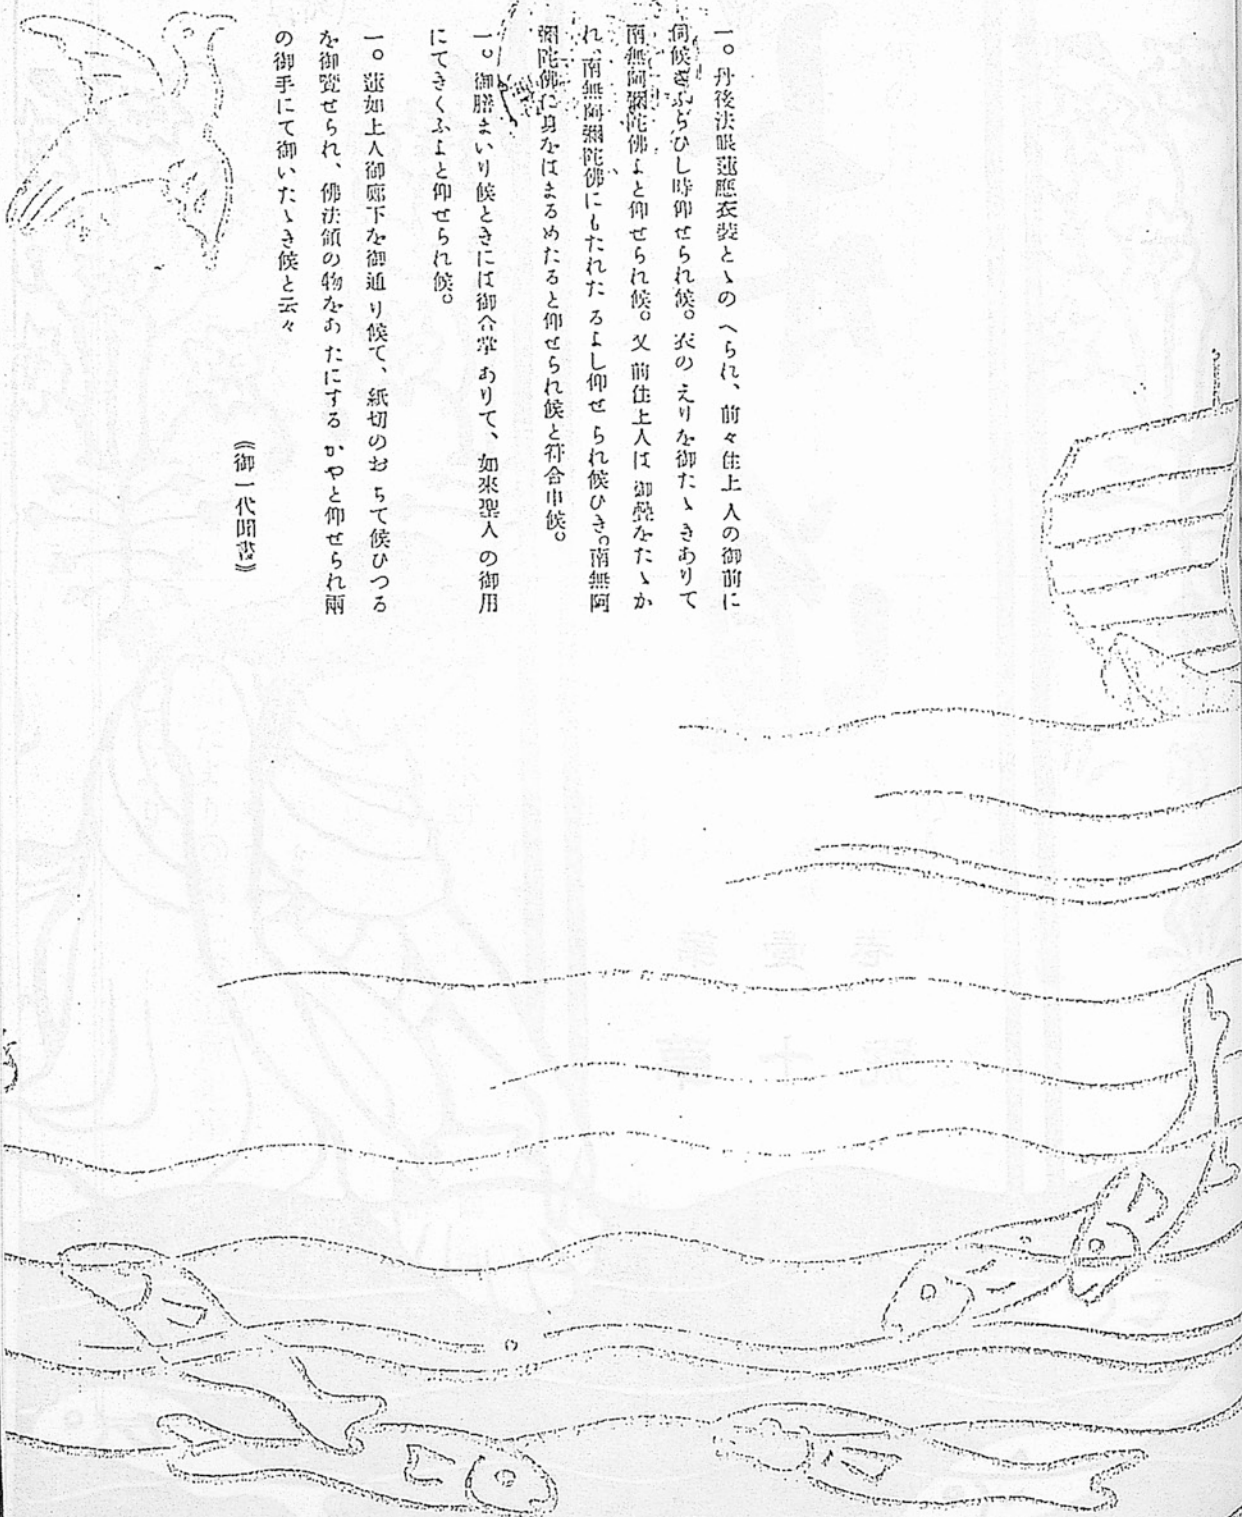 一。丹後法眼蓮應衣裝とゝのへられ、前々住上人の御前に
伺候さふらひし時仰せられ候。衣のえりを御たゝきありて
南無阿彌陀佛よと仰せられ候。又前住上人は御疊をたゝか
れ、南無阿彌陀佛にもたれたるよし仰せられ候ひき。南無阿
彌陀佛に身をはまるめたると仰せられ候と符合申候。
一。御膳まいり候ときには御合掌ありて、如來聖人の御用
にてきくふよと仰せられ候。
一。蓮如上人御廊下を御通り候て、紙切のおちて候ひつる
を御覽せられ、佛法領の物をあたにするかやと仰せられ兩
の御手にて御いたゝき候と云々
《御一代聞書》